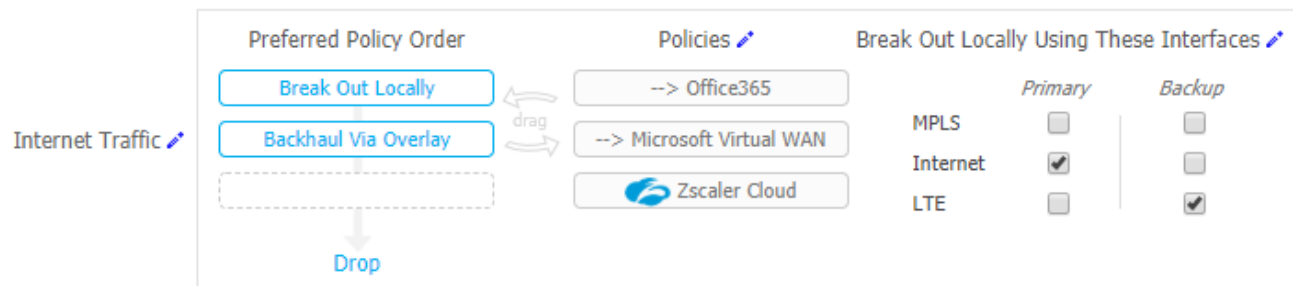 Preferred Policy Order
Policies
Break Out Locally Using These Interfaces
Break Out Locally
--> Office365
Primary
Backup
drag
MPLS
Internet Traffic
Backhaul Via Overlay
--> Microsoft Virtual WAN
Internet
Zscaler Cloud
LTE
Drop